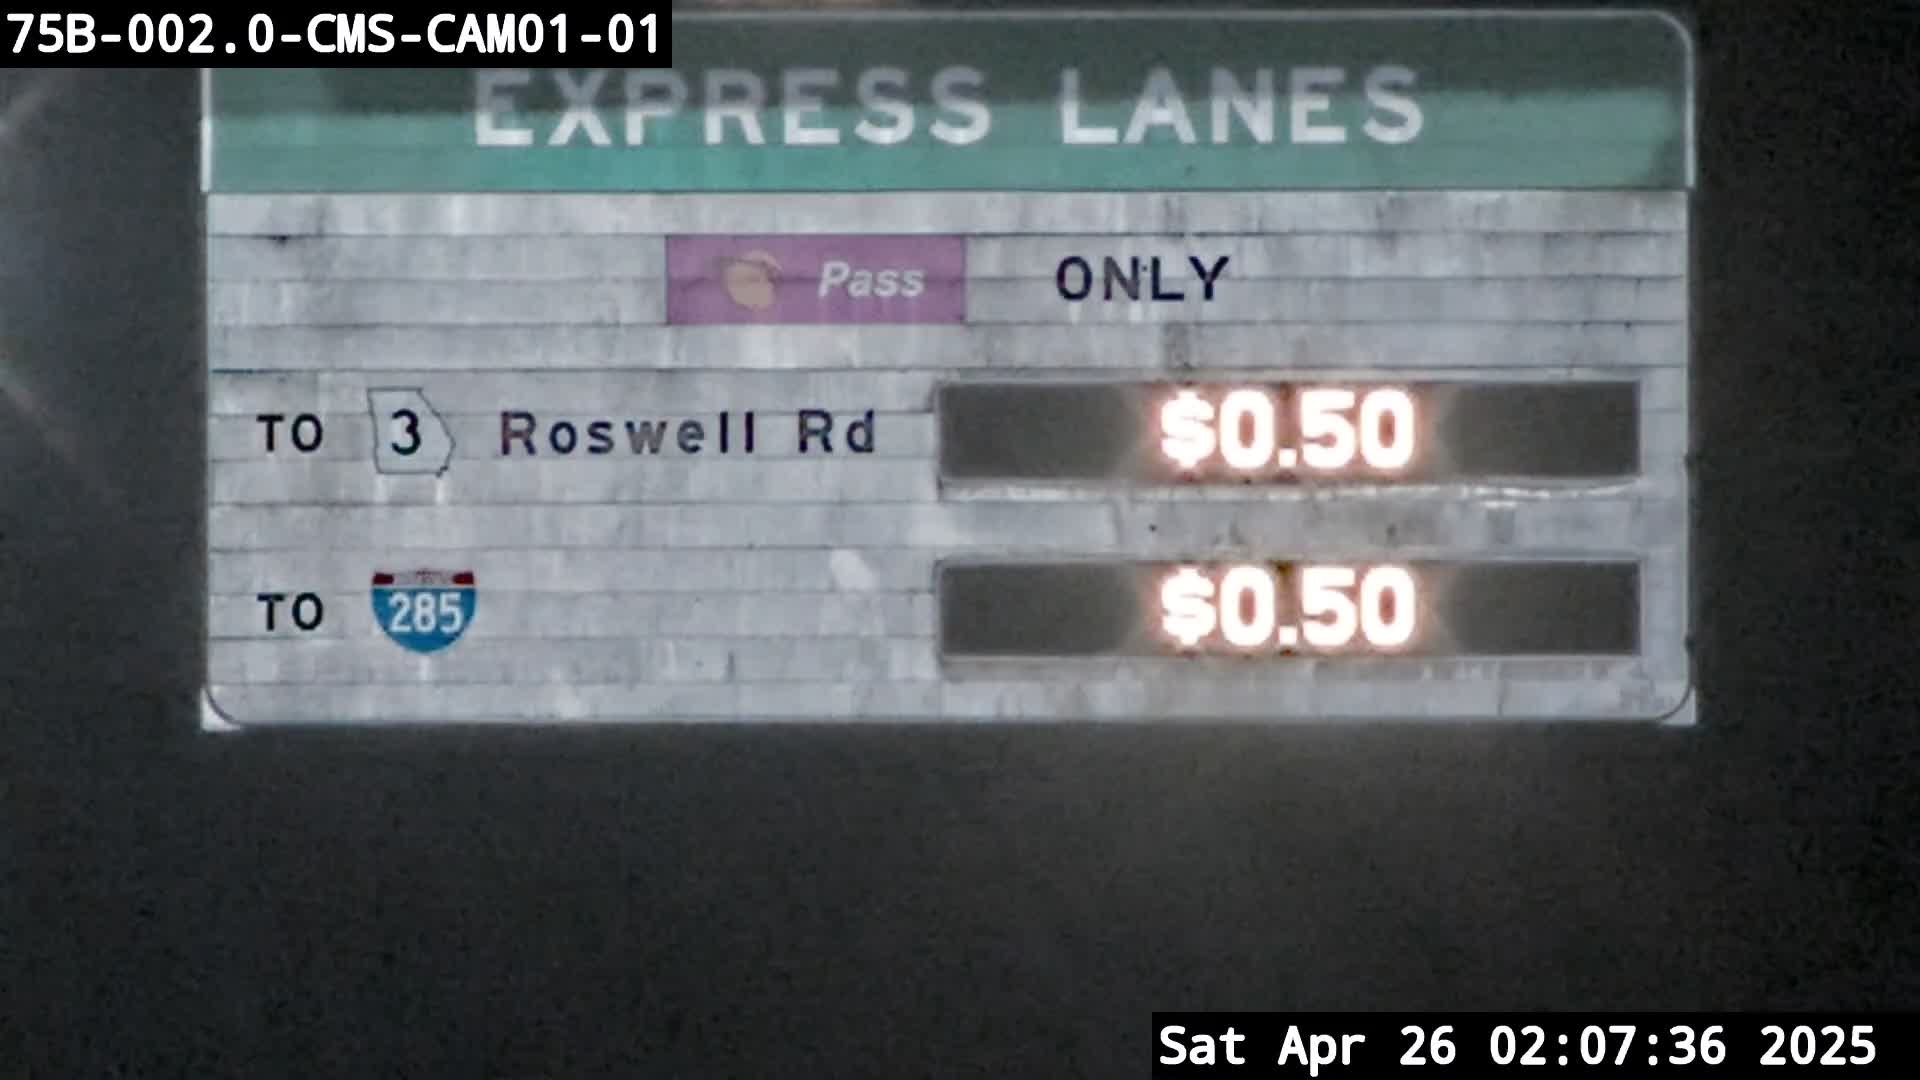 75B-002.0-CMS-CAM01-01
EXPRESS LANES
Pass ONLY
TO 3 Roswell Rd $0.50
TO 285 $0.50
Sat Apr 26 02:07:36 2025